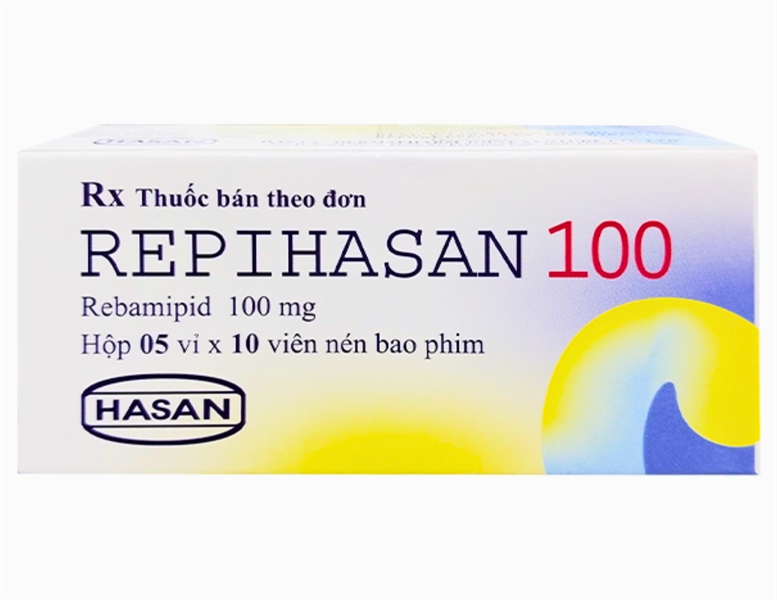 HASAN
Rx Thuốc bán theo đơn
REPIHASAN 100
Rebamipid 100 mg
Hộp 05 vỉ x 10 viên nén bao phim
HASAN